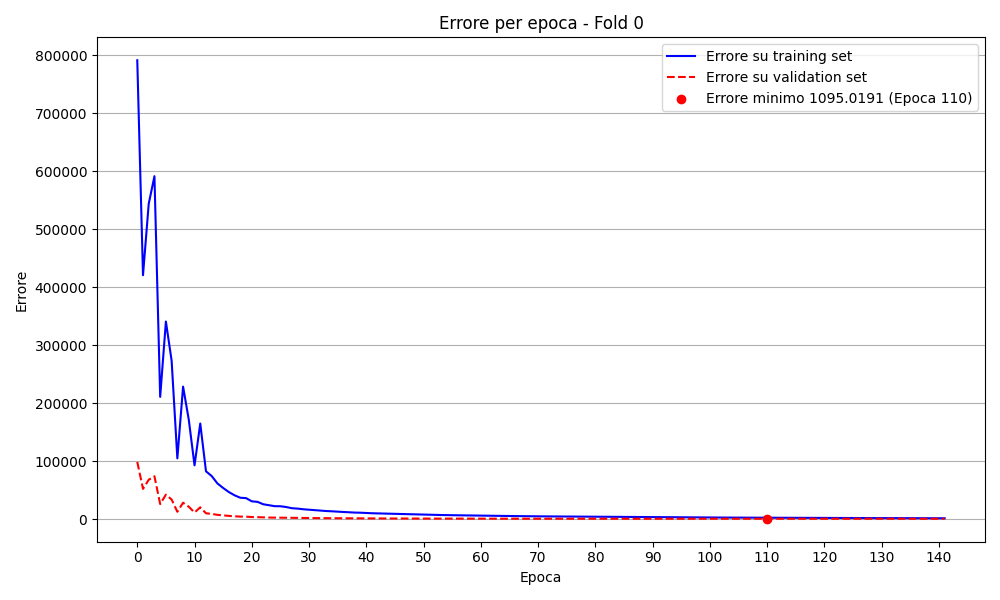 Errore per epoca - Fold 0
Errore su training set
Errore su validation set
Errore minimo 1095.0191 (Epoca 110)
Errore
800000
700000
600000
500000
400000
300000
200000
100000
0
0 10 20 30 40 50 60 70 80 90 100 110 120 130 140
Epoca